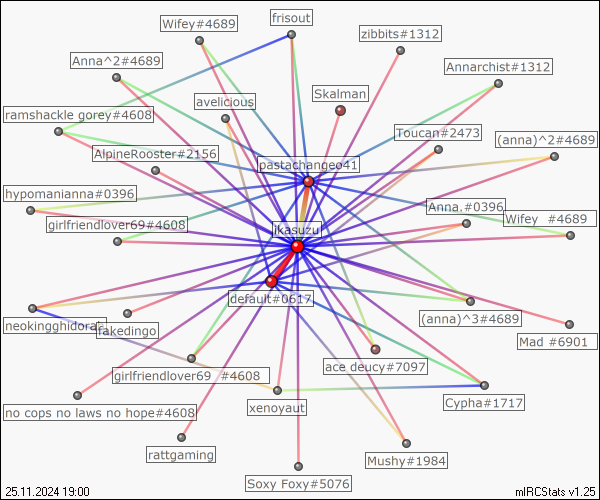 frisout
Wifey#4689
zibbits#1312
Anna^2#4689
Annarchist#1312
avelicious
Skalman
ramshackle gorey#4608
Toucan#2473
(anna)^2#4689
AlpineRooster#2156
pastachangeo41
hypomanianna#0396
Anna.#0396
Wifey  #4689
girlfriendlover69#4608
ikasuzu
default#0617
neokingghidorah
fakedingo
(anna)^3#4689
Mad #6901
ace deucy#7097
girlfriendlover69  #4608
Cypha#1717
no cops no laws no hope#4608
xenoyaut
rattgaming
Mushy#1984
Soxy Foxy#5076
25.11.2024 19:00
mIRCStats v1.25